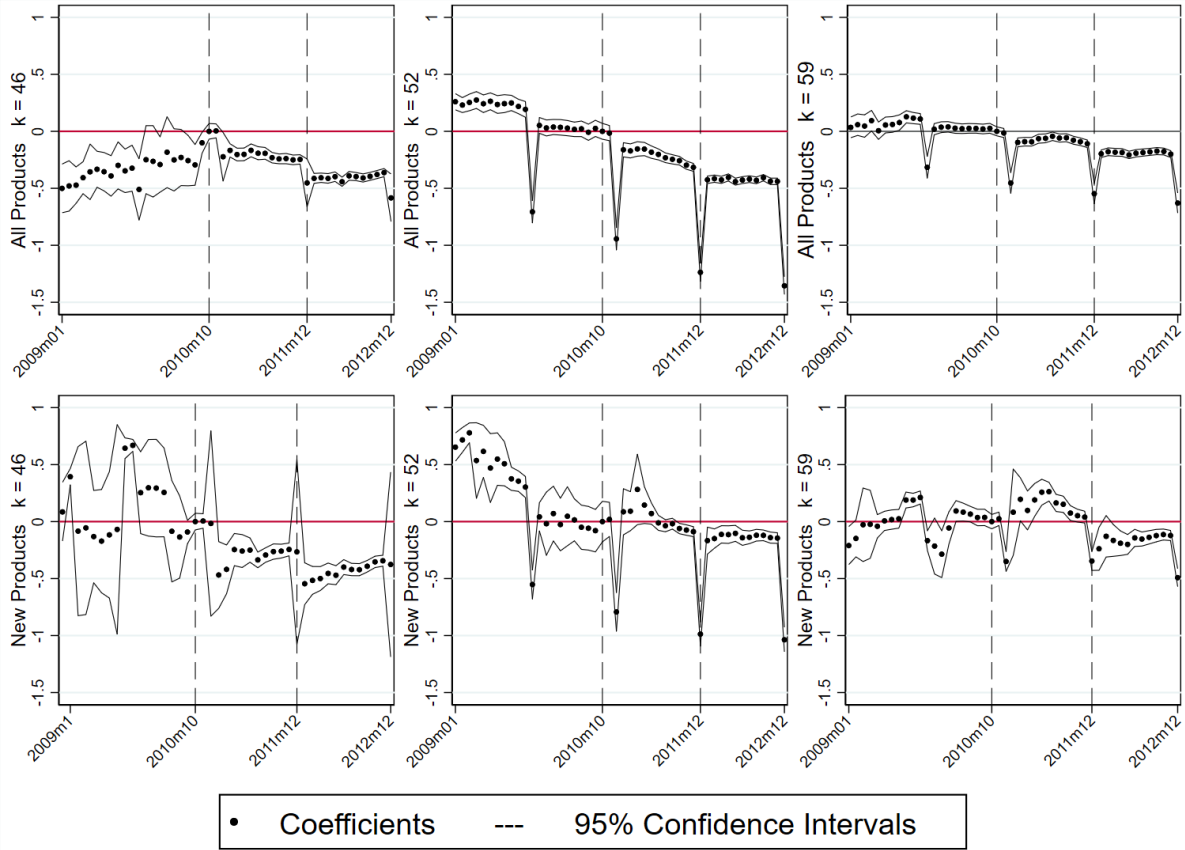 All Products k = 46
1
.5
0
-.5
-1
-1.5
2009m01
2010m10
2011m12
2012m12
All Products k = 52
1
.5
0
-.5
-1
-1.5
2009m01
2010m10
2011m12
2012m12
All Products k = 59
1
.5
0
-.5
-1
-1.5
2009m01
2010m10
2011m12
2012m12
New Products k = 46
1
.5
0
-.5
-1
-1.5
2009m1
2010m10
2011m12
2012m12
New Products k = 52
1
.5
0
-.5
-1
-1.5
2009m01
2010m10
2011m12
2012m12
New Products k = 59
1
.5
0
-.5
-1
-1.5
2009m01
2010m10
2011m12
2012m12
Coefficients --- 95% Confidence Intervals